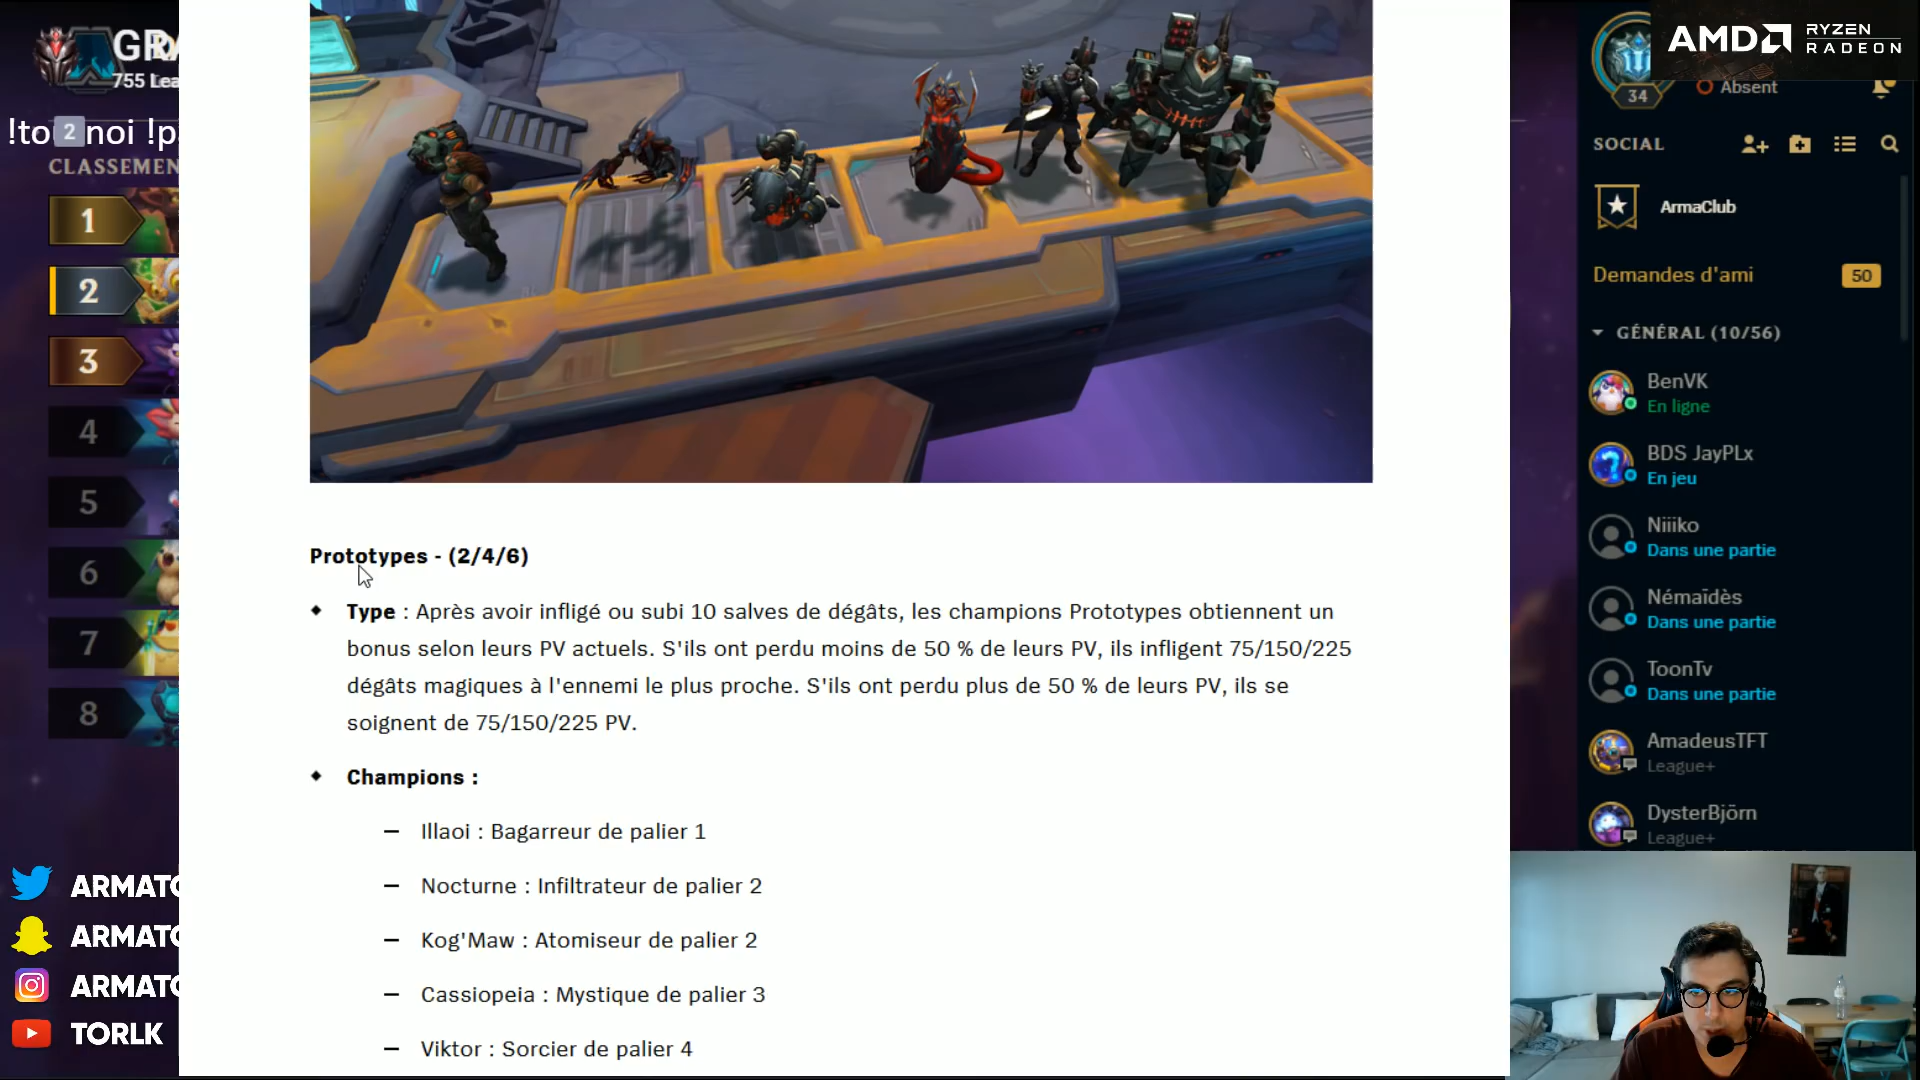 755 Lea
!to 2 noi !p
CLASSEMEN
1
2
3
4
5
6
7
8
ARMATO
ARMATO
ARMATO
TORLK
Prototypes - (2/4/6)
Type : Après avoir infligé ou subi 10 salves de dégâts, les champions Prototypes obtiennent un
bonus selon leurs PV actuels. S'ils ont perdu moins de 50 % de leurs PV, ils infligent 75/150/225
dégâts magiques à l'ennemi le plus proche. S'ils ont perdu plus de 50 % de leurs PV, ils se
soignent de 75/150/225 PV.
Champions :
Illaoi : Bagarreur de palier 1
Nocturne : Infiltrateur de palier 2
Kog'Maw : Atomiseur de palier 2
Cassiopeia : Mystique de palier 3
Viktor : Sorcier de palier 4
AMD
RYZEN
RADEON
34
Absent
SOCIAL
ArmaClub
Demandes d'ami 50
GÉNÉRAL (10/56)
BenVK
En ligne
BDS JayPLx
En jeu
Niiiko
Dans une partie
Némaïdès
Dans une partie
ToonTv
Dans une partie
AmadeusTFT
League+
DysterBjörn
League+